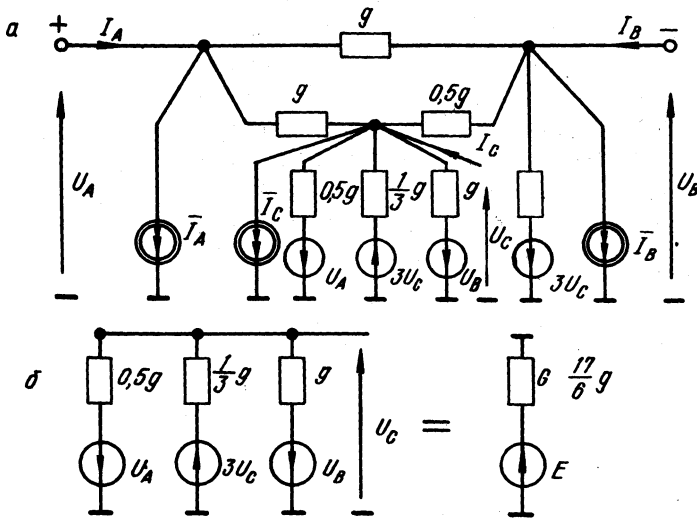 а + I_A g I_B −
g 0,5g
I_C
U_A Ī_A Ī_C 0,5g 1/3 g g U_C U_B
U_A 3U_C U_B 3U_C Ī_B
− − −
б 0,5g 1/3 g g U_C = G 17/6 g
U_A 3U_C U_B E
−